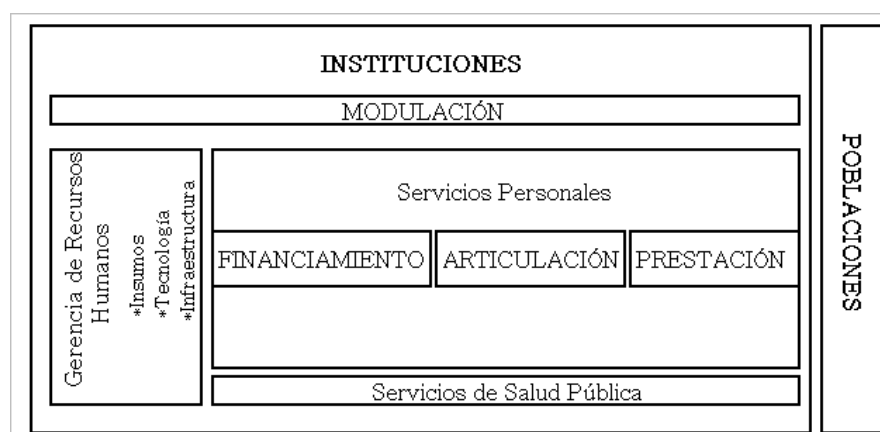 INSTITUCIONES
MODULACIÓN
Gerencia de Recursos
Humanos
*Insumos
*Tecnología
*Infraestructura
Servicios Personales
FINANCIAMIENTO
ARTICULACIÓN
PRESTACIÓN
Servicios de Salud Pública
POBLACIONES